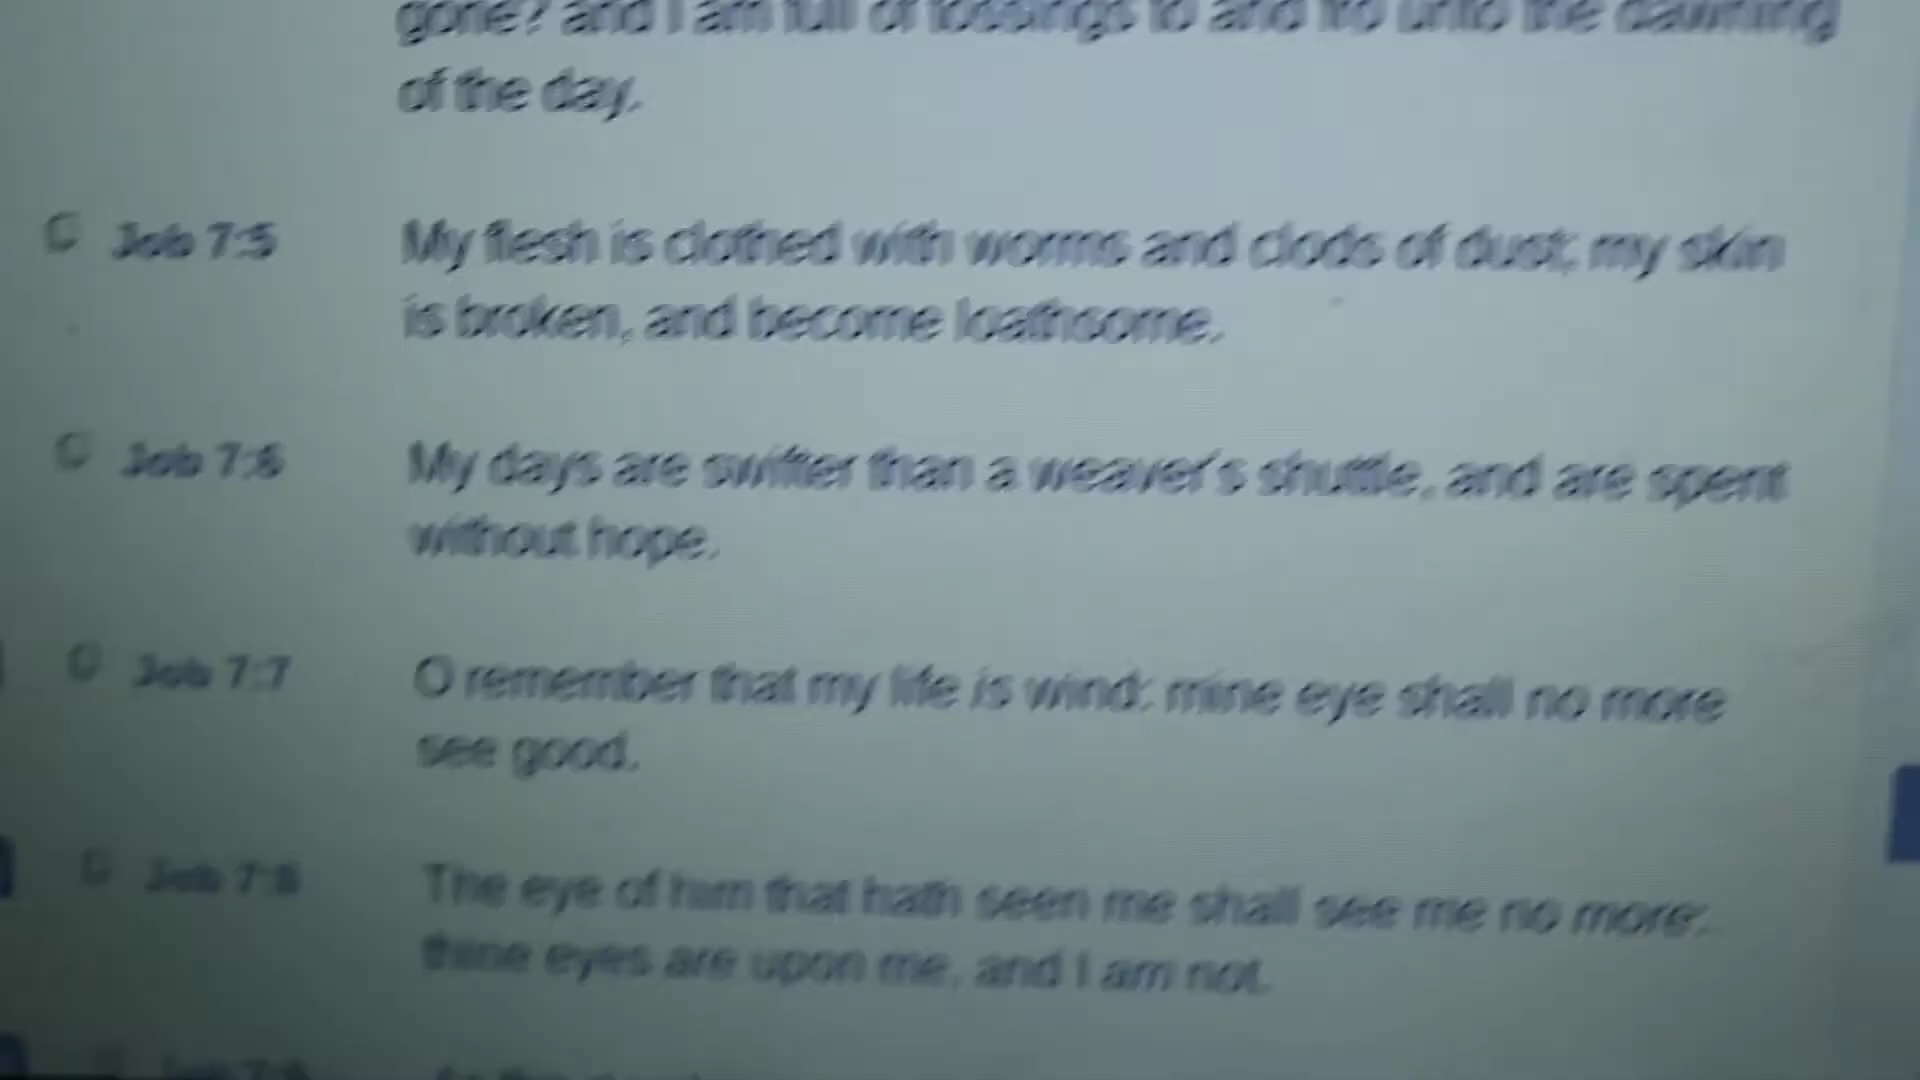 gone? and I am full of tossings to and fro unto the dawning
of the day.
Job 7:5 My flesh is clothed with worms and clods of dust; my skin
is broken, and become loathsome.
Job 7:6 My days are swifter than a weaver's shuttle, and are spent
without hope.
Job 7:7 O remember that my life is wind: mine eye shall no more
see good.
Job 7:8 The eye of him that hath seen me shall see me no more:
thine eyes are upon me, and I am not.